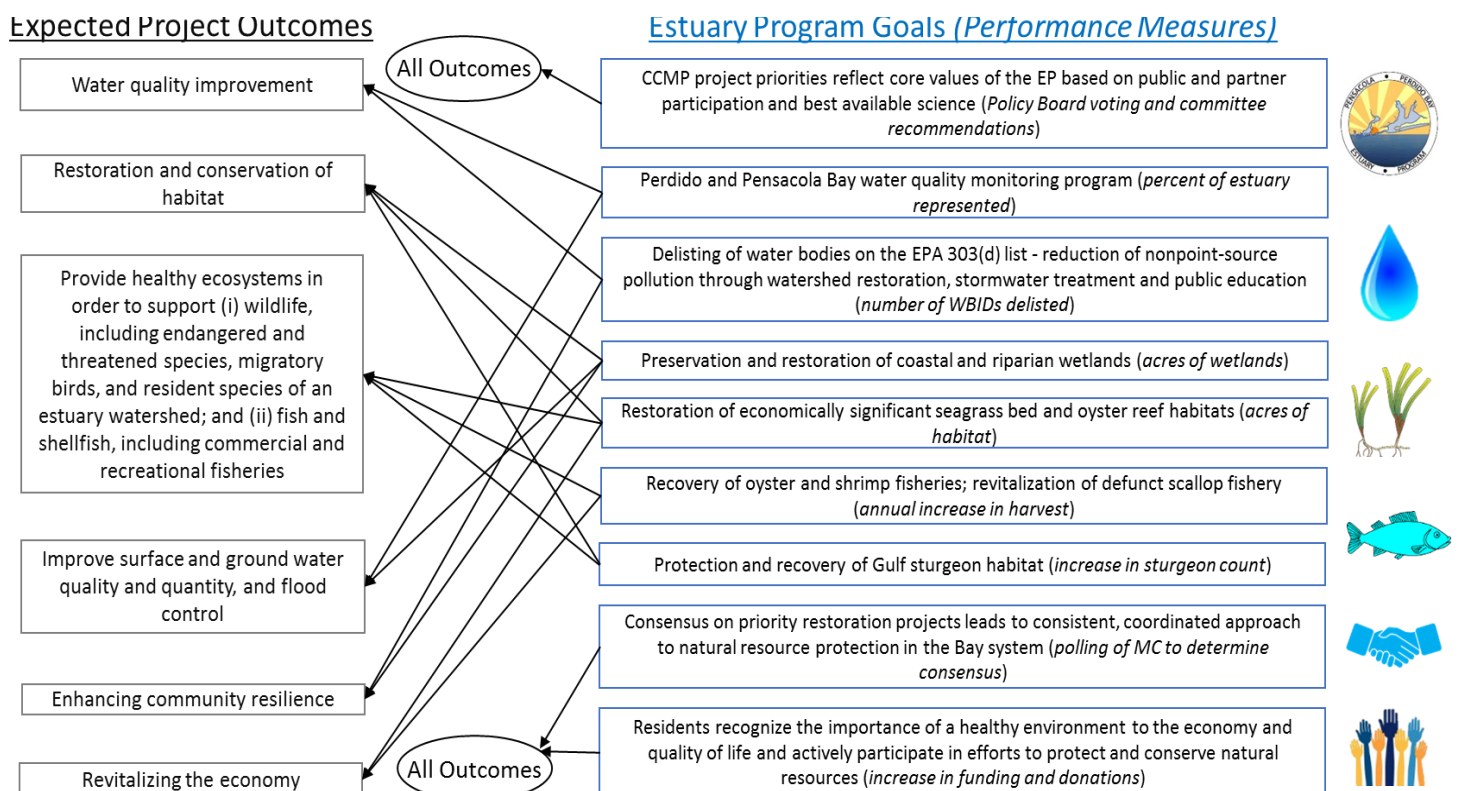 Expected Project Outcomes
Water quality improvement
Restoration and conservation of
habitat
Provide healthy ecosystems in
order to support (i) wildlife,
including endangered and
threatened species, migratory
birds, and resident species of an
estuary watershed; and (ii) fish and
shellfish, including commercial and
recreational fisheries
Improve surface and ground water
quality and quantity, and flood
control
Enhancing community resilience
Revitalizing the economy
All Outcomes
All Outcomes
Estuary Program Goals (Performance Measures)
CCMP project priorities reflect core values of the EP based on public and partner
participation and best available science (Policy Board voting and committee
recommendations)
Perdido and Pensacola Bay water quality monitoring program (percent of estuary
represented)
Delisting of water bodies on the EPA 303(d) list - reduction of nonpoint-source
pollution through watershed restoration, stormwater treatment and public education
(number of WBIDs delisted)
Preservation and restoration of coastal and riparian wetlands (acres of wetlands)
Restoration of economically significant seagrass bed and oyster reef habitats (acres of
habitat)
Recovery of oyster and shrimp fisheries; revitalization of defunct scallop fishery
(annual increase in harvest)
Protection and recovery of Gulf sturgeon habitat (increase in sturgeon count)
Consensus on priority restoration projects leads to consistent, coordinated approach
to natural resource protection in the Bay system (polling of MC to determine
consensus)
Residents recognize the importance of a healthy environment to the economy and
quality of life and actively participate in efforts to protect and conserve natural
resources (increase in funding and donations)
PENSACOLA • PERDIDO BAY
ESTUARY • PROGRAM